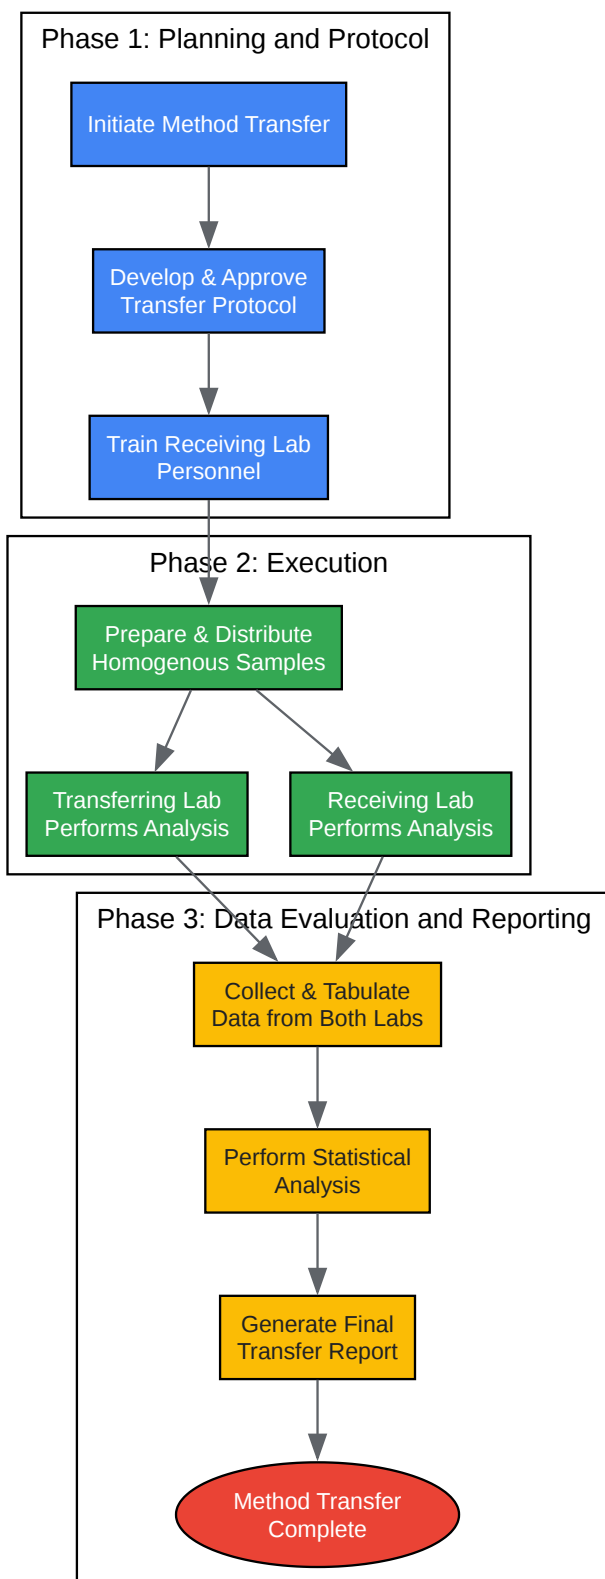 Phase 1: Planning and Protocol
Initiate Method Transfer
Develop & Approve
Transfer Protocol
Train Receiving Lab
Personnel
Phase 2: Execution
Prepare & Distribute
Homogenous Samples
Transferring Lab
Performs Analysis
Receiving Lab
Performs Analysis
Phase 3: Data Evaluation and Reporting
Collect & Tabulate
Data from Both Labs
Perform Statistical
Analysis
Generate Final
Transfer Report
Method Transfer
Complete